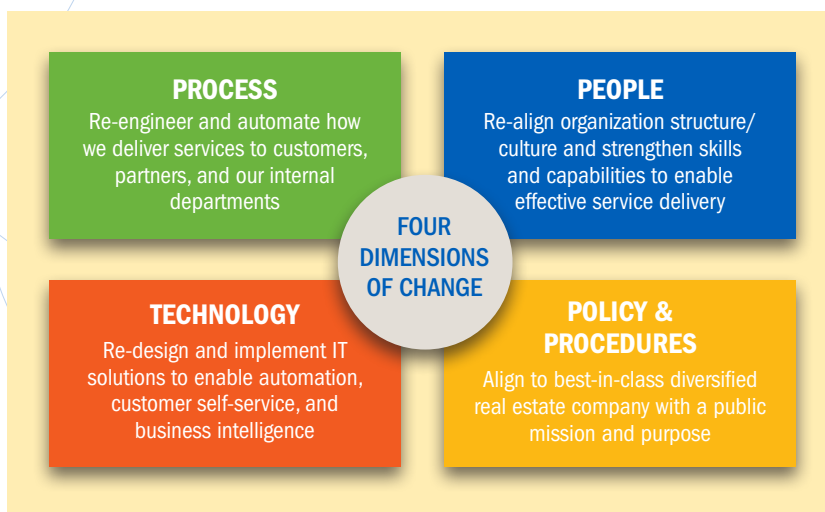 PROCESS
Re-engineer and automate how
we deliver services to customers,
partners, and our internal
departments
PEOPLE
Re-align organization structure/
culture and strengthen skills
and capabilities to enable
effective service delivery
FOUR
DIMENSIONS
OF CHANGE
TECHNOLOGY
Re-design and implement IT
solutions to enable automation,
customer self-service, and
business intelligence
POLICY &
PROCEDURES
Align to best-in-class diversified
real estate company with a public
mission and purpose